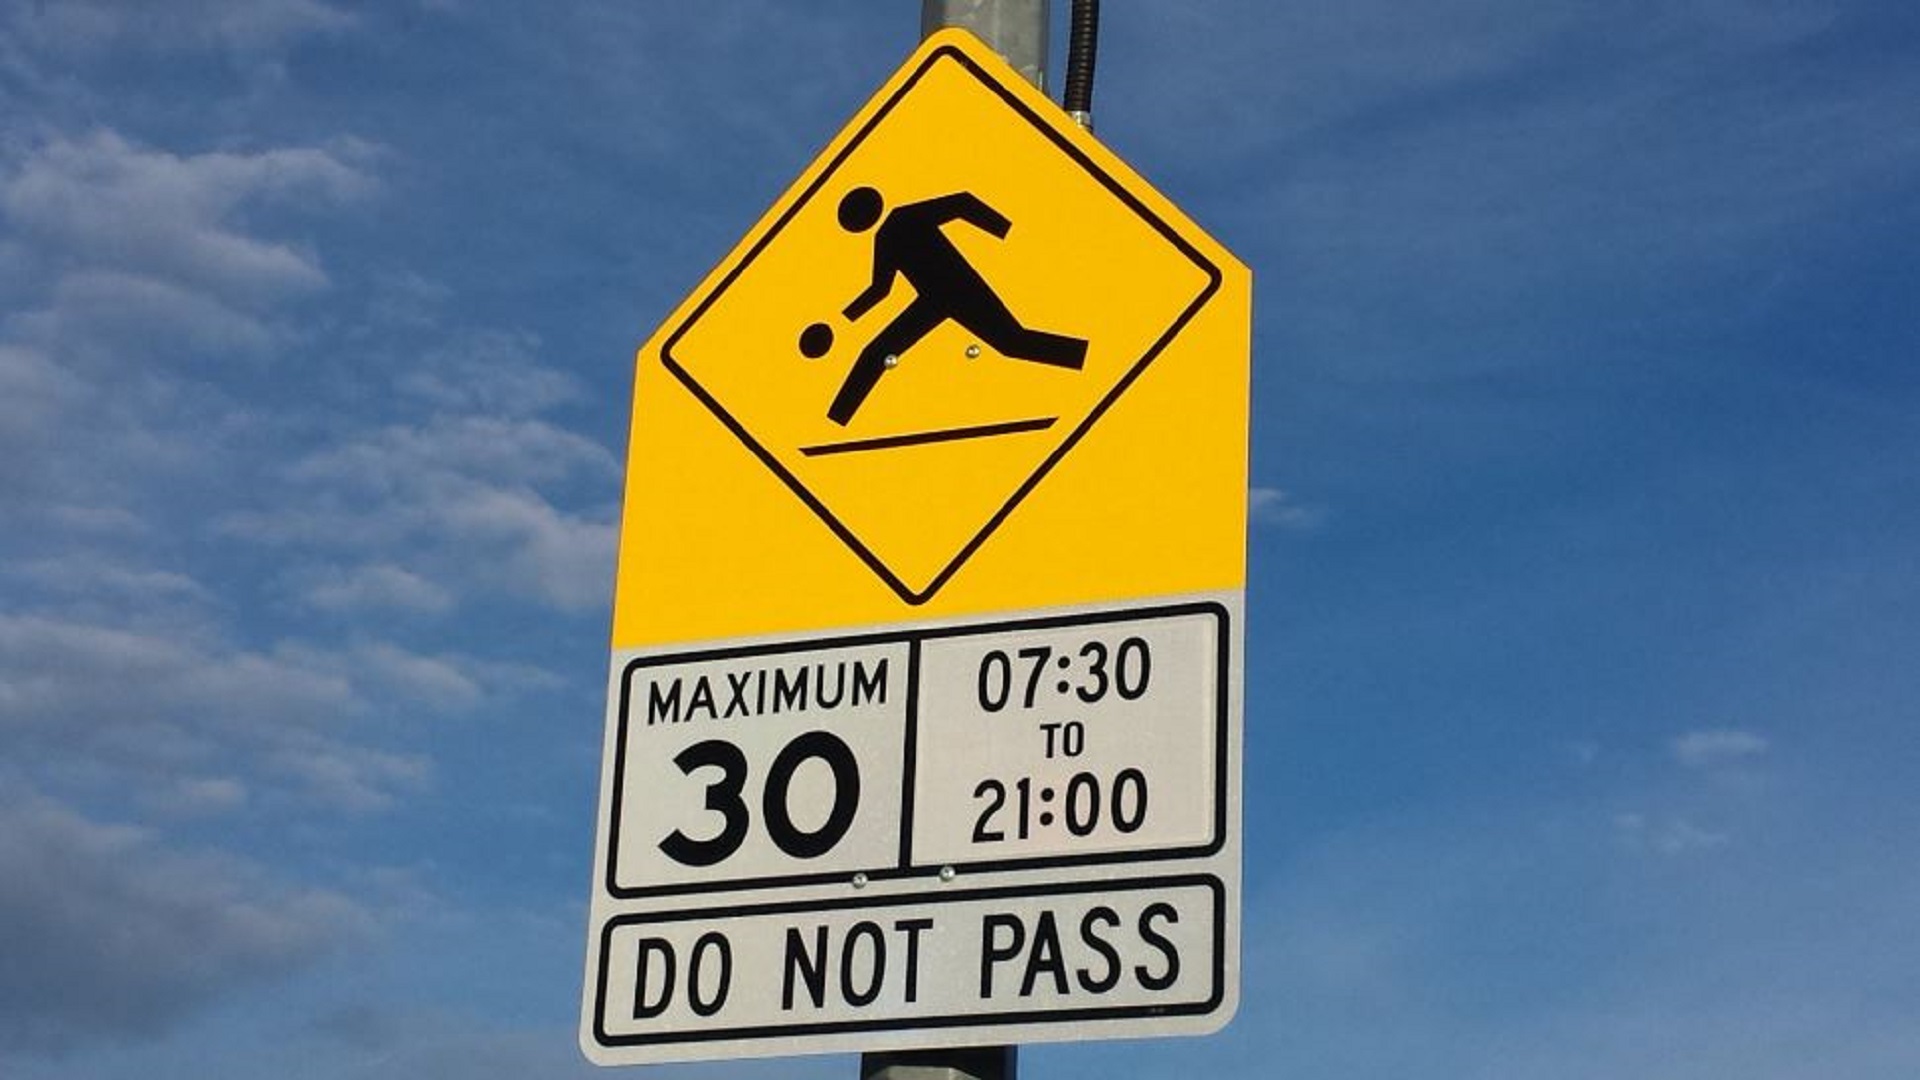 MAXIMUM
30
07:30
TO
21:00
DO NOT PASS